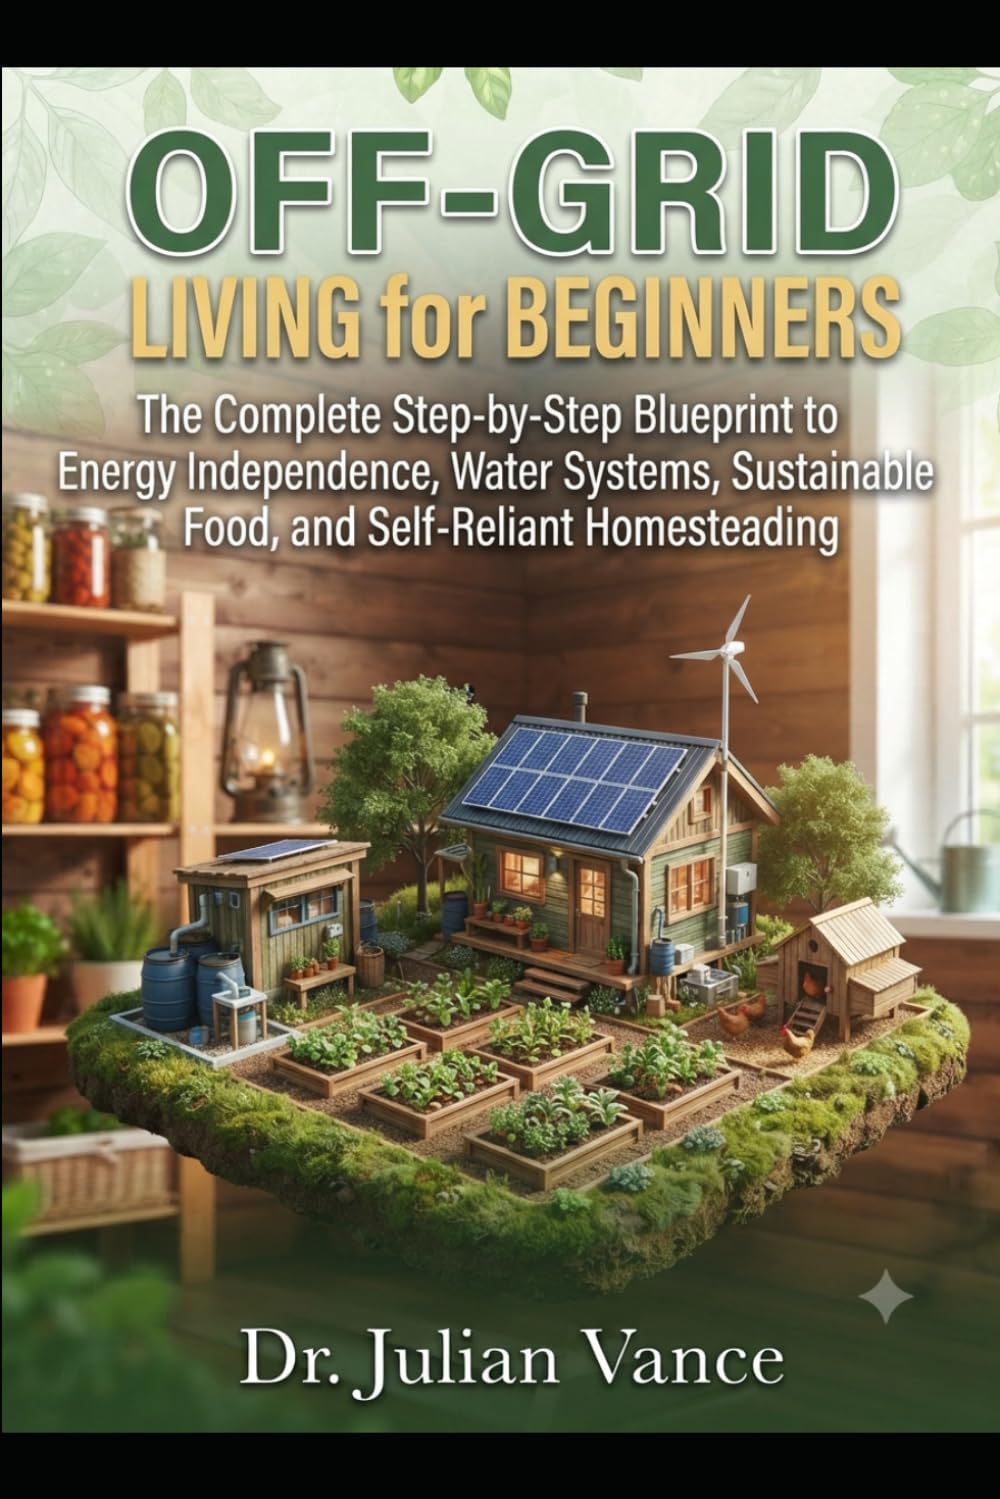 OFF-GRID
LIVING for BEGINNERS
The Complete Step-by-Step Blueprint to
Energy Independence, Water Systems, Sustainable
Food, and Self-Reliant Homesteading
Dr. Julian Vance